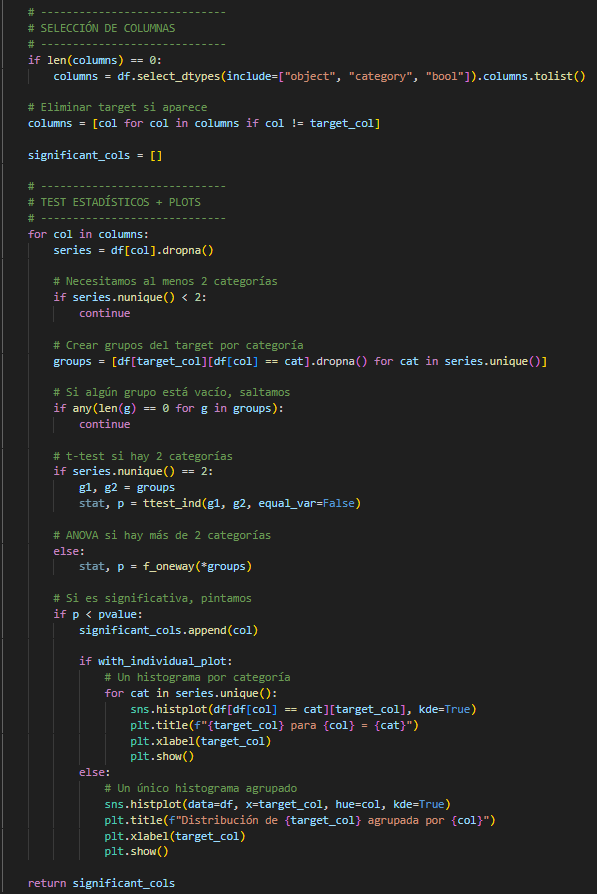 # -----------------------------
# SELECCIÓN DE COLUMNAS
# -----------------------------
if len(columns) == 0:
    columns = df.select_dtypes(include=["object", "category", "bool"]).columns.tolist()

# Eliminar target si aparece
columns = [col for col in columns if col != target_col]

significant_cols = []

# -----------------------------
# TEST ESTADÍSTICOS + PLOTS
# -----------------------------
for col in columns:
    series = df[col].dropna()

    # Necesitamos al menos 2 categorías
    if series.nunique() < 2:
        continue

    # Crear grupos del target por categoría
    groups = [df[target_col][df[col] == cat].dropna() for cat in series.unique()]

    # Si algún grupo está vacío, saltamos
    if any(len(g) == 0 for g in groups):
        continue

    # t-test si hay 2 categorías
    if series.nunique() == 2:
        g1, g2 = groups
        stat, p = ttest_ind(g1, g2, equal_var=False)

    # ANOVA si hay más de 2 categorías
    else:
        stat, p = f_oneway(*groups)

    # Si es significativa, pintamos
    if p < pvalue:
        significant_cols.append(col)

        if with_individual_plot:
            # Un histograma por categoría
            for cat in series.unique():
                sns.histplot(df[df[col] == cat][target_col], kde=True)
                plt.title(f"{target_col} para {col} = {cat}")
                plt.xlabel(target_col)
                plt.show()
        else:
            # Un único histograma agrupado
            sns.histplot(data=df, x=target_col, hue=col, kde=True)
            plt.title(f"Distribución de {target_col} agrupada por {col}")
            plt.xlabel(target_col)
            plt.show()

return significant_cols